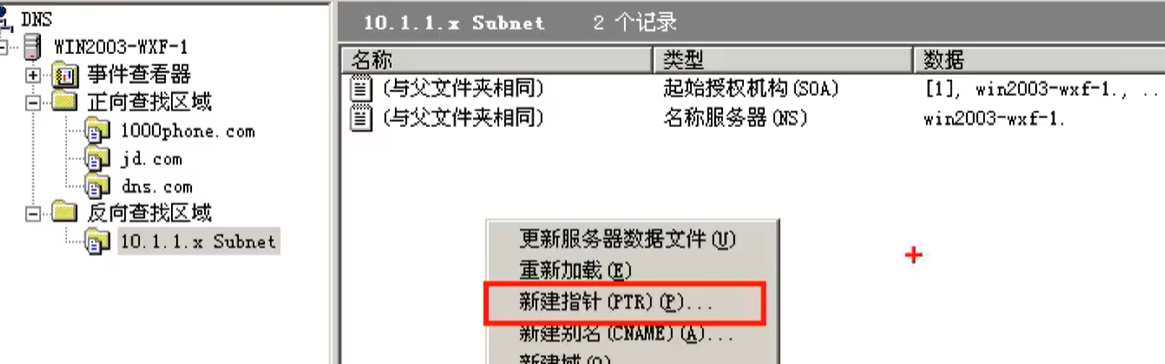 DNS
WIN2003-WXF-1
事件查看器
正向查找区域
1000phone.com
jd.com
dns.com
反向查找区域
10.1.1.x Subnet
10.1.1.x Subnet 2 个记录
名称 类型 数据
(与父文件夹相同) 起始授权机构(SOA) [1], win2003-wxf-1., ..
(与父文件夹相同) 名称服务器(NS) win2003-wxf-1.
更新服务器数据文件(U)
重新加载(E)
新建指针(PTR)(P)...
新建别名(CNAME)(A)...
新建域(O)